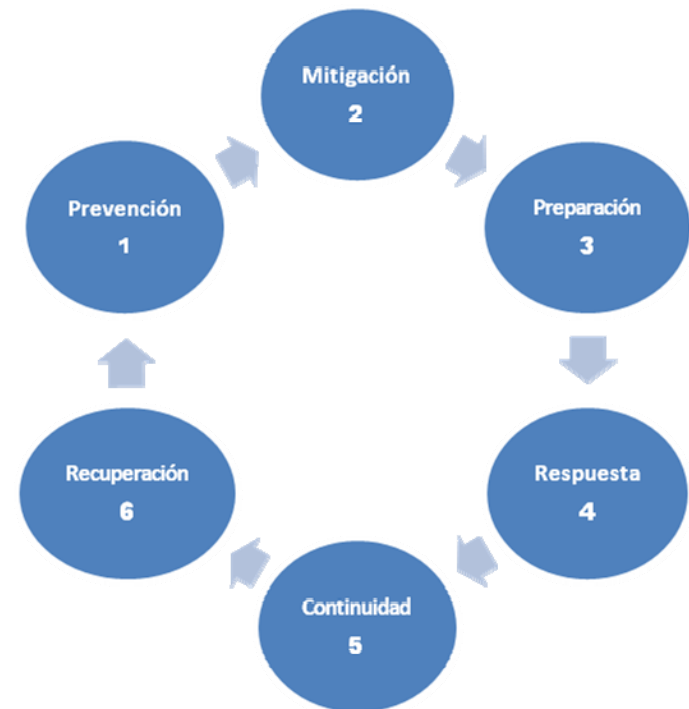 Mitigación
2
Prevención
1
Preparación
3
Recuperación
6
Respuesta
4
Continuidad
5